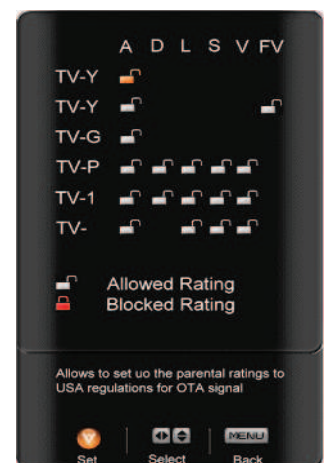 A D L S V FV
TV-Y
TV-Y
TV-G
TV-P
TV-1
TV-
Allowed Rating
Blocked Rating
Allows to set uo the parental ratings to
USA regulations for OTA signal
MENU
Set Select Back